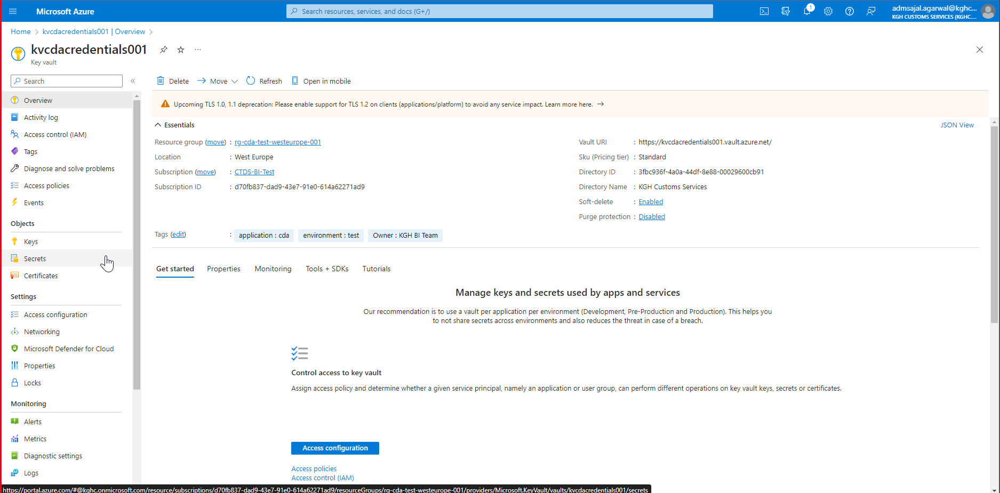 Microsoft Azure
Search resources, services, and docs (G+/)
1
admsajal.agarwal@kghc...
KGH CUSTOMS SERVICES (KGHC....
Home > kvcdacredentials001 | Overview >
kvcdacredentials001
Key vault
Search
Delete
Move
Refresh
Open in mobile
Overview
Activity log
Access control (IAM)
Tags
Diagnose and solve problems
Access policies
Events
Objects
Keys
Secrets
Certificates
Settings
Access configuration
Networking
Microsoft Defender for Cloud
Properties
Locks
Monitoring
Alerts
Metrics
Diagnostic settings
Logs
Upcoming TLS 1.0, 1.1 deprecation: Please enable support for TLS 1.2 on clients (applications/platform) to avoid any service impact. Learn more here. →
Essentials
JSON View
Resource group (move) : rg-cda-test-westeurope-001
Location : West Europe
Subscription (move) : CTDS-BI-Test
Subscription ID : d70fb837-dad9-43e7-91e0-614a62271ad9
Vault URI : https://kvcdacredentials001.vault.azure.net/
Sku (Pricing tier) : Standard
Directory ID : 3fbc936f-4a0a-44df-8e88-00029600cb91
Directory Name : KGH Customs Services
Soft-delete : Enabled
Purge protection : Disabled
Tags (edit) : application : cda environment : test Owner : KGH BI Team
Get started Properties Monitoring Tools + SDKs Tutorials
Manage keys and secrets used by apps and services
Our recommendation is to use a vault per application per environment (Development, Pre-Production and Production). This helps you
to not share secrets across environments and also reduces the threat in case of a breach.
Control access to key vault
Assign access policy and determine whether a given service principal, namely an application or user group, can perform different operations on key vault keys, secrets or certificates.
Access configuration
Access policies
Access control (IAM)
https://portal.azure.com/#@kghc.onmicrosoft.com/resource/subscriptions/d70fb837-dad9-43e7-91e0-614a62271ad9/resourceGroups/rg-cda-test-westeurope-001/providers/Microsoft.KeyVault/vaults/kvcdacredentials001/secrets